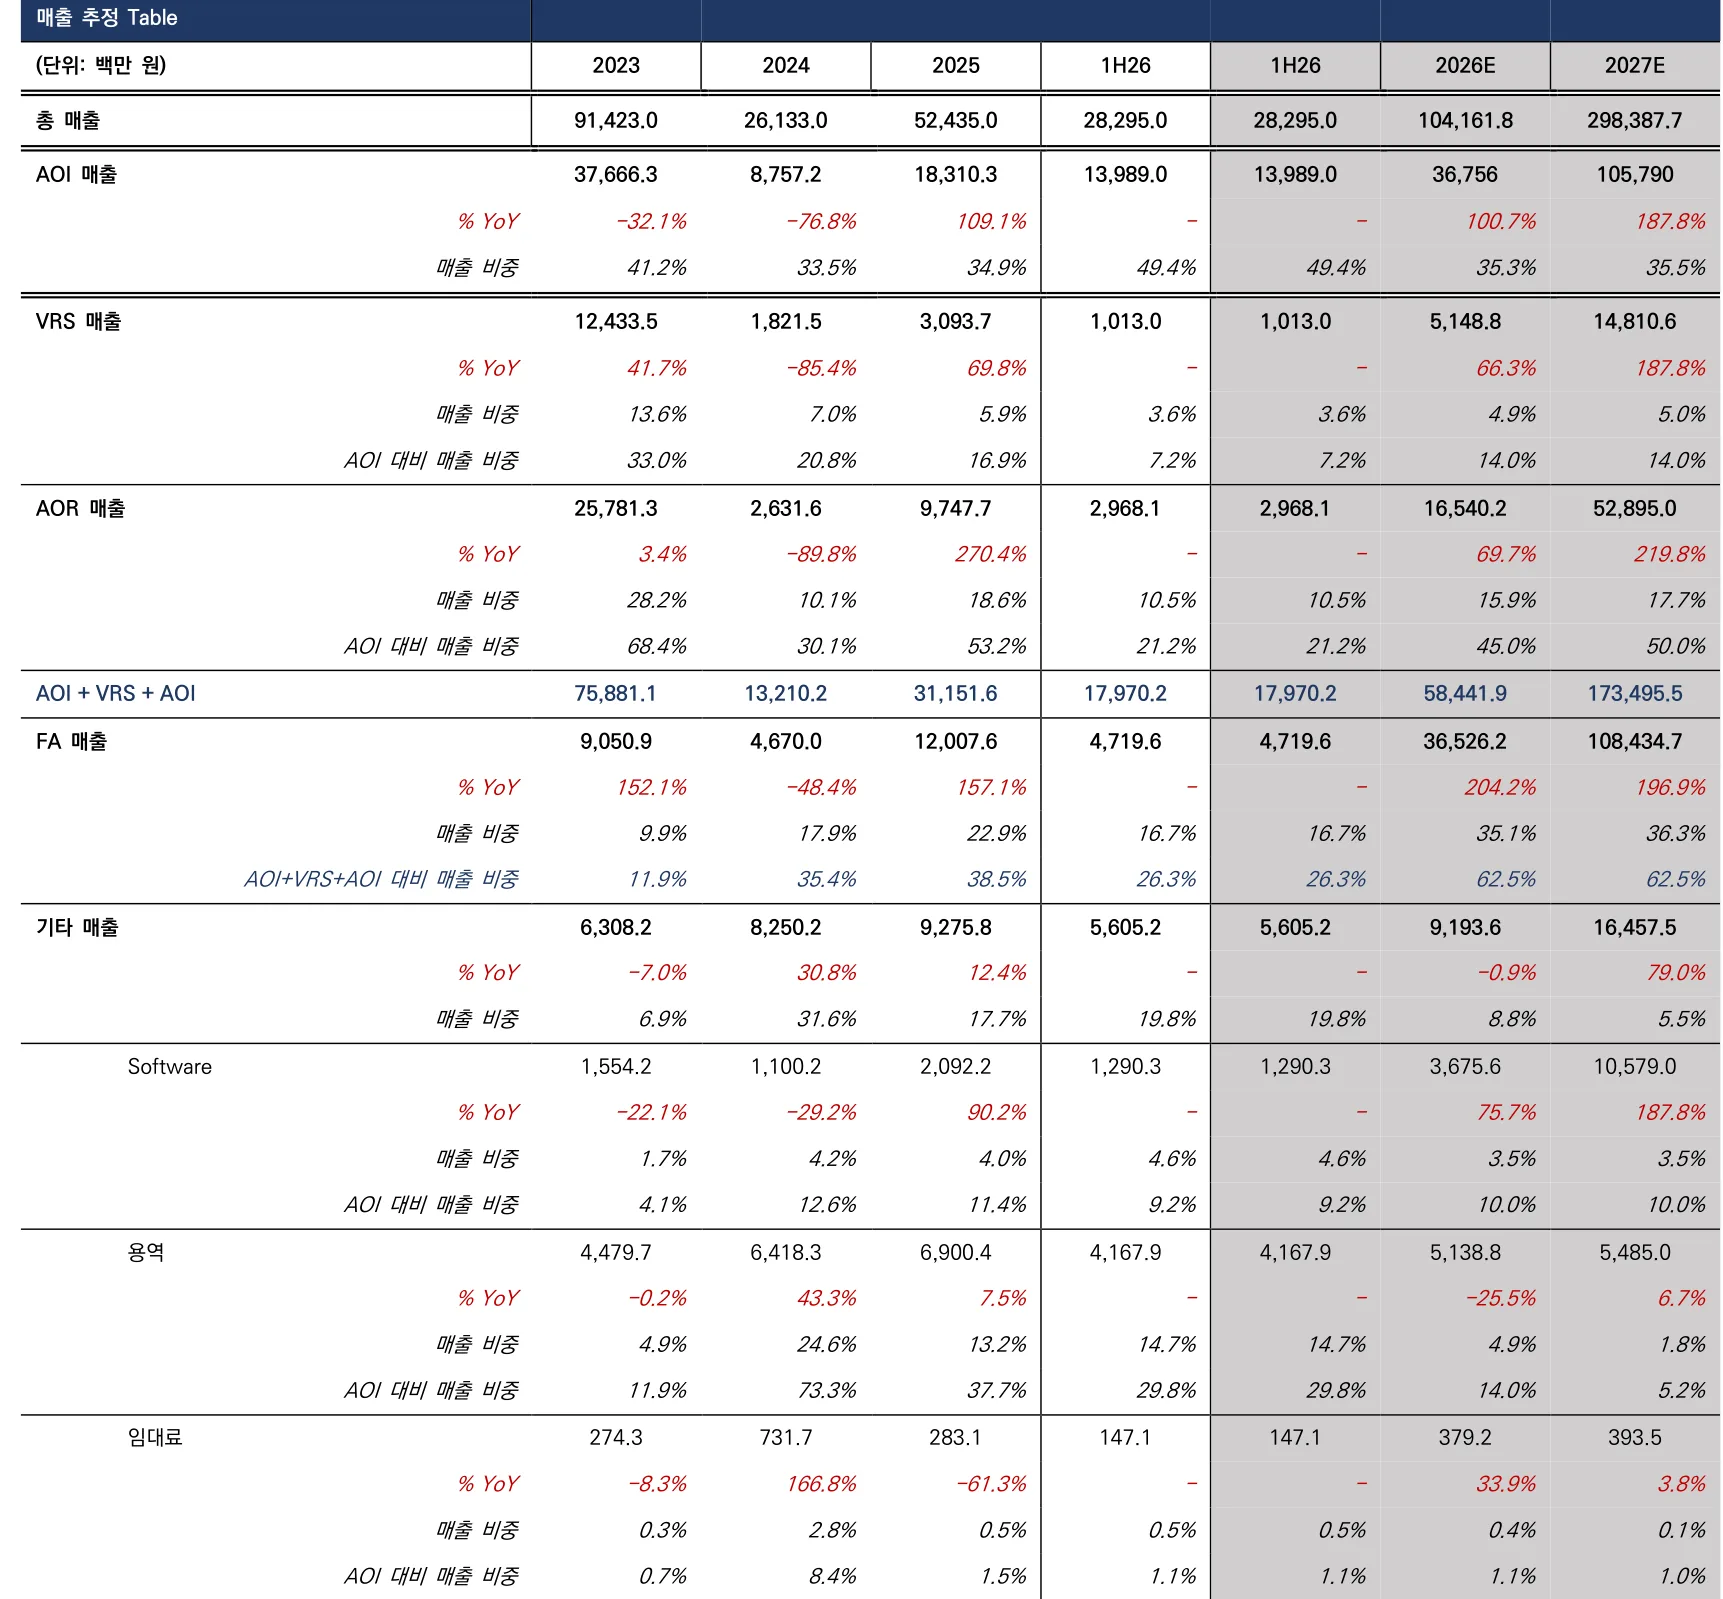 매출 추정 Table
(단위: 백만 원) 2023 2024 2025 1H26 1H26 2026E 2027E
총 매출 91,423.0 26,133.0 52,435.0 28,295.0 28,295.0 104,161.8 298,387.7
AOI 매출 37,666.3 8,757.2 18,310.3 13,989.0 13,989.0 36,756 105,790
% YoY -32.1% -76.8% 109.1% - - 100.7% 187.8%
매출 비중 41.2% 33.5% 34.9% 49.4% 49.4% 35.3% 35.5%
VRS 매출 12,433.5 1,821.5 3,093.7 1,013.0 1,013.0 5,148.8 14,810.6
% YoY 41.7% -85.4% 69.8% - - 66.3% 187.8%
매출 비중 13.6% 7.0% 5.9% 3.6% 3.6% 4.9% 5.0%
AOI 대비 매출 비중 33.0% 20.8% 16.9% 7.2% 7.2% 14.0% 14.0%
AOR 매출 25,781.3 2,631.6 9,747.7 2,968.1 2,968.1 16,540.2 52,895.0
% YoY 3.4% -89.8% 270.4% - - 69.7% 219.8%
매출 비중 28.2% 10.1% 18.6% 10.5% 10.5% 15.9% 17.7%
AOI 대비 매출 비중 68.4% 30.1% 53.2% 21.2% 21.2% 45.0% 50.0%
AOI + VRS + AOI 75,881.1 13,210.2 31,151.6 17,970.2 17,970.2 58,441.9 173,495.5
FA 매출 9,050.9 4,670.0 12,007.6 4,719.6 4,719.6 36,526.2 108,434.7
% YoY 152.1% -48.4% 157.1% - - 204.2% 196.9%
매출 비중 9.9% 17.9% 22.9% 16.7% 16.7% 35.1% 36.3%
AOI+VRS+AOI 대비 매출 비중 11.9% 35.4% 38.5% 26.3% 26.3% 62.5% 62.5%
기타 매출 6,308.2 8,250.2 9,275.8 5,605.2 5,605.2 9,193.6 16,457.5
% YoY -7.0% 30.8% 12.4% - - -0.9% 79.0%
매출 비중 6.9% 31.6% 17.7% 19.8% 19.8% 8.8% 5.5%
Software 1,554.2 1,100.2 2,092.2 1,290.3 1,290.3 3,675.6 10,579.0
% YoY -22.1% -29.2% 90.2% - - 75.7% 187.8%
매출 비중 1.7% 4.2% 4.0% 4.6% 4.6% 3.5% 3.5%
AOI 대비 매출 비중 4.1% 12.6% 11.4% 9.2% 9.2% 10.0% 10.0%
용역 4,479.7 6,418.3 6,900.4 4,167.9 4,167.9 5,138.8 5,485.0
% YoY -0.2% 43.3% 7.5% - - -25.5% 6.7%
매출 비중 4.9% 24.6% 13.2% 14.7% 14.7% 4.9% 1.8%
AOI 대비 매출 비중 11.9% 73.3% 37.7% 29.8% 29.8% 14.0% 5.2%
임대료 274.3 731.7 283.1 147.1 147.1 379.2 393.5
% YoY -8.3% 166.8% -61.3% - - 33.9% 3.8%
매출 비중 0.3% 2.8% 0.5% 0.5% 0.5% 0.4% 0.1%
AOI 대비 매출 비중 0.7% 8.4% 1.5% 1.1% 1.1% 1.1% 1.0%